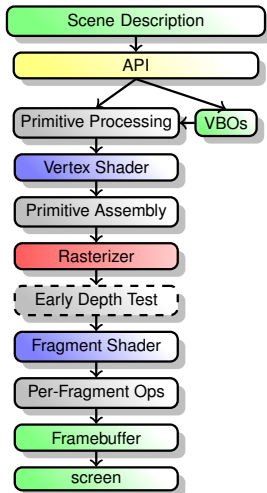 Scene Description
API
Primitive Processing
VBOs
Vertex Shader
Primitive Assembly
Rasterizer
Early Depth Test
Fragment Shader
Per-Fragment Ops
Framebuffer
screen